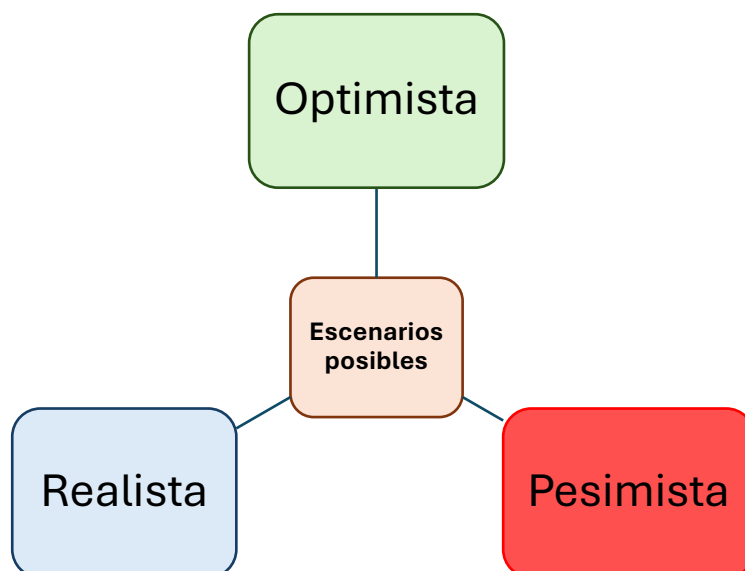 Optimista
Escenarios
posibles
Realista
Pesimista